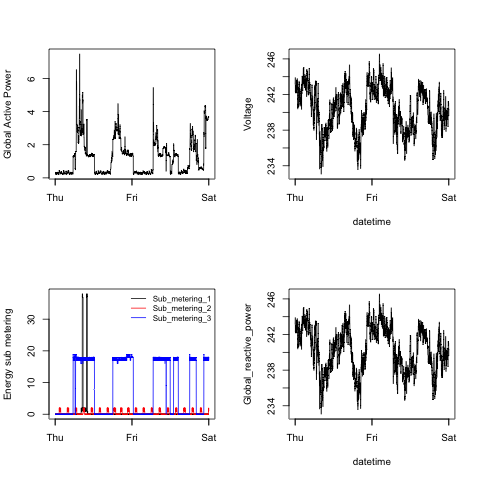 Global Active Power
0 2 4 6
Thu Fri Sat
Voltage
234 238 242 246
Thu Fri Sat
datetime
Energy sub metering
0 10 20 30
Sub_metering_1
Sub_metering_2
Sub_metering_3
Thu Fri Sat
Global_reactive_power
234 238 242 246
Thu Fri Sat
datetime